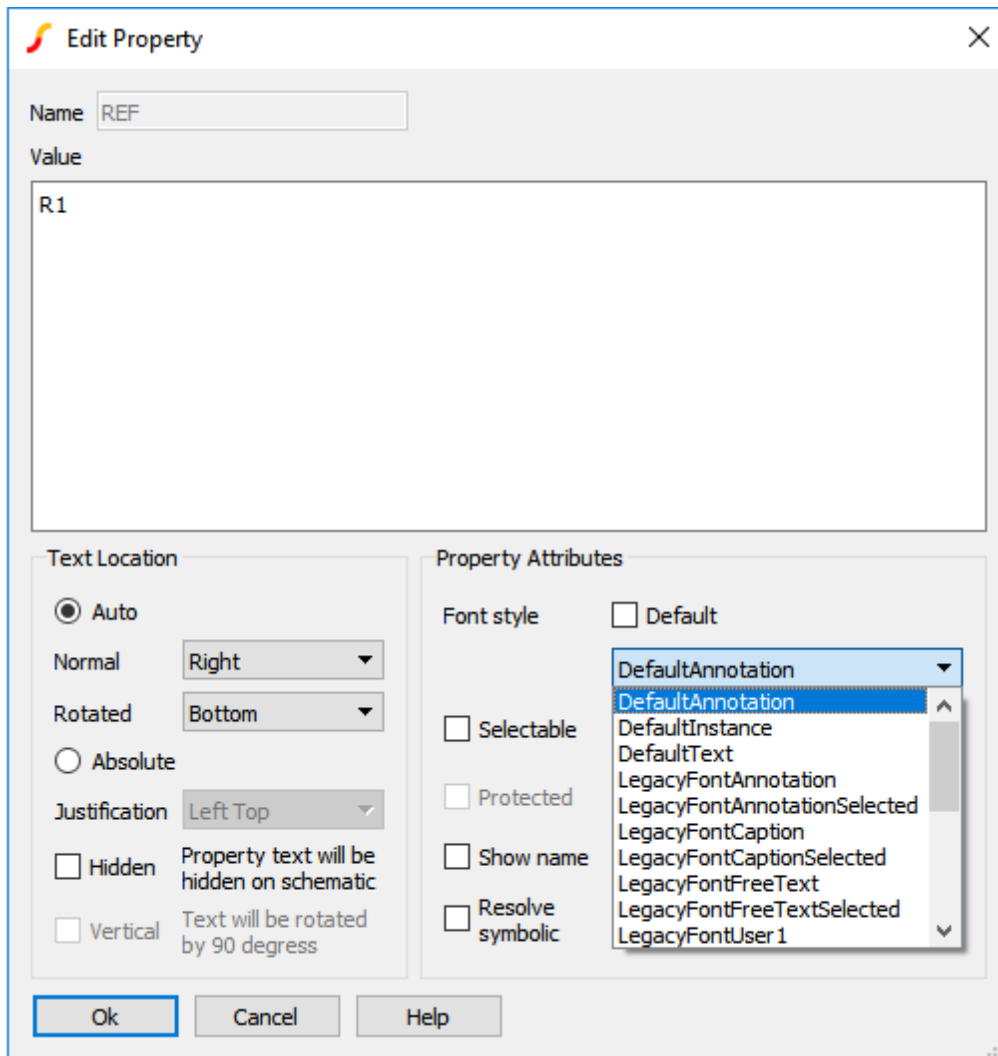 Edit Property
Name REF
Value
R1
Text Location
Auto
Normal Right
Rotated Bottom
Absolute
Justification Left Top
Hidden Property text will be
hidden on schematic
Vertical Text will be rotated
by 90 degress
Property Attributes
Font style Default
DefaultAnnotation
DefaultAnnotation
DefaultInstance
DefaultText
LegacyFontAnnotation
LegacyFontAnnotationSelected
LegacyFontCaption
LegacyFontCaptionSelected
LegacyFontFreeText
LegacyFontFreeTextSelected
LegacyFontUser1
Selectable
Protected
Show name
Resolve
symbolic
Ok Cancel Help